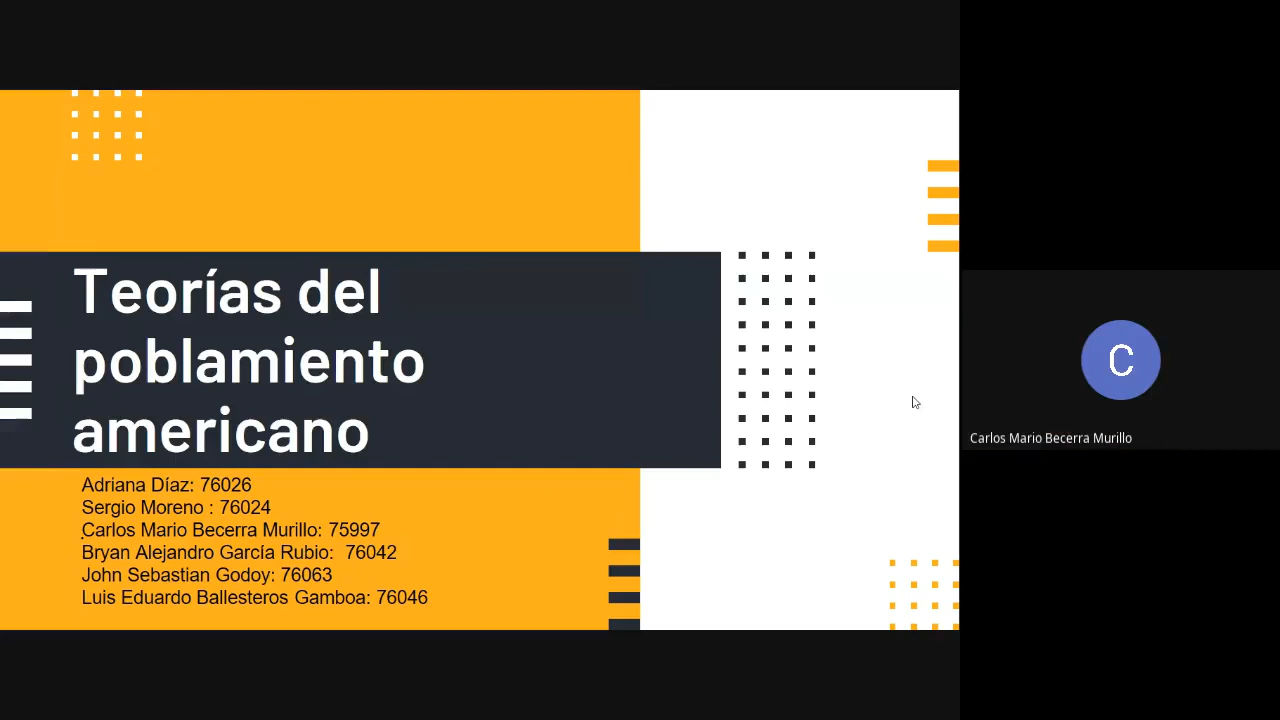 Teorías del
poblamiento
americano
Adriana Díaz: 76026
Sergio Moreno : 76024
Carlos Mario Becerra Murillo: 75997
Bryan Alejandro García Rubio:  76042
John Sebastian Godoy: 76063
Luis Eduardo Ballesteros Gamboa: 76046
C
Carlos Mario Becerra Murillo